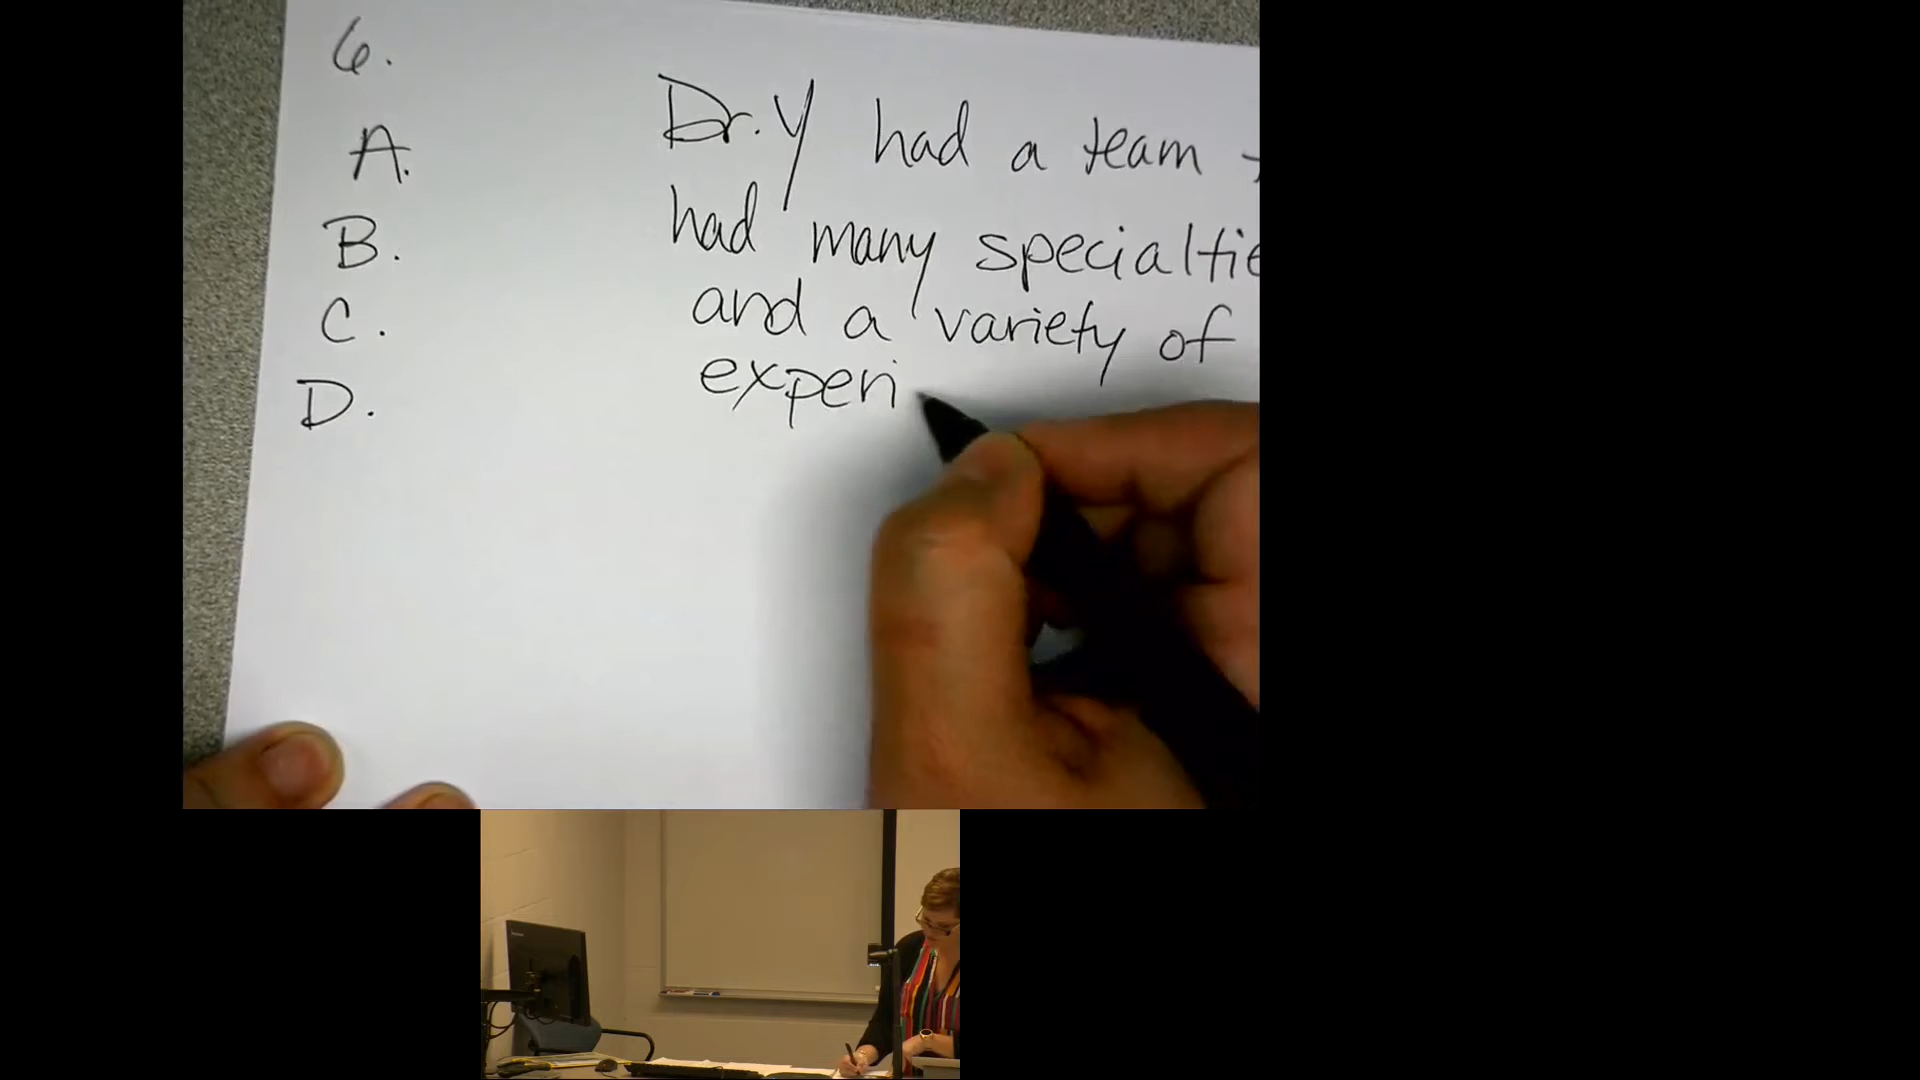 6.
A.
B.
C.
D.
Dr. Y had a team
had many specialtie
and a variety of
experi